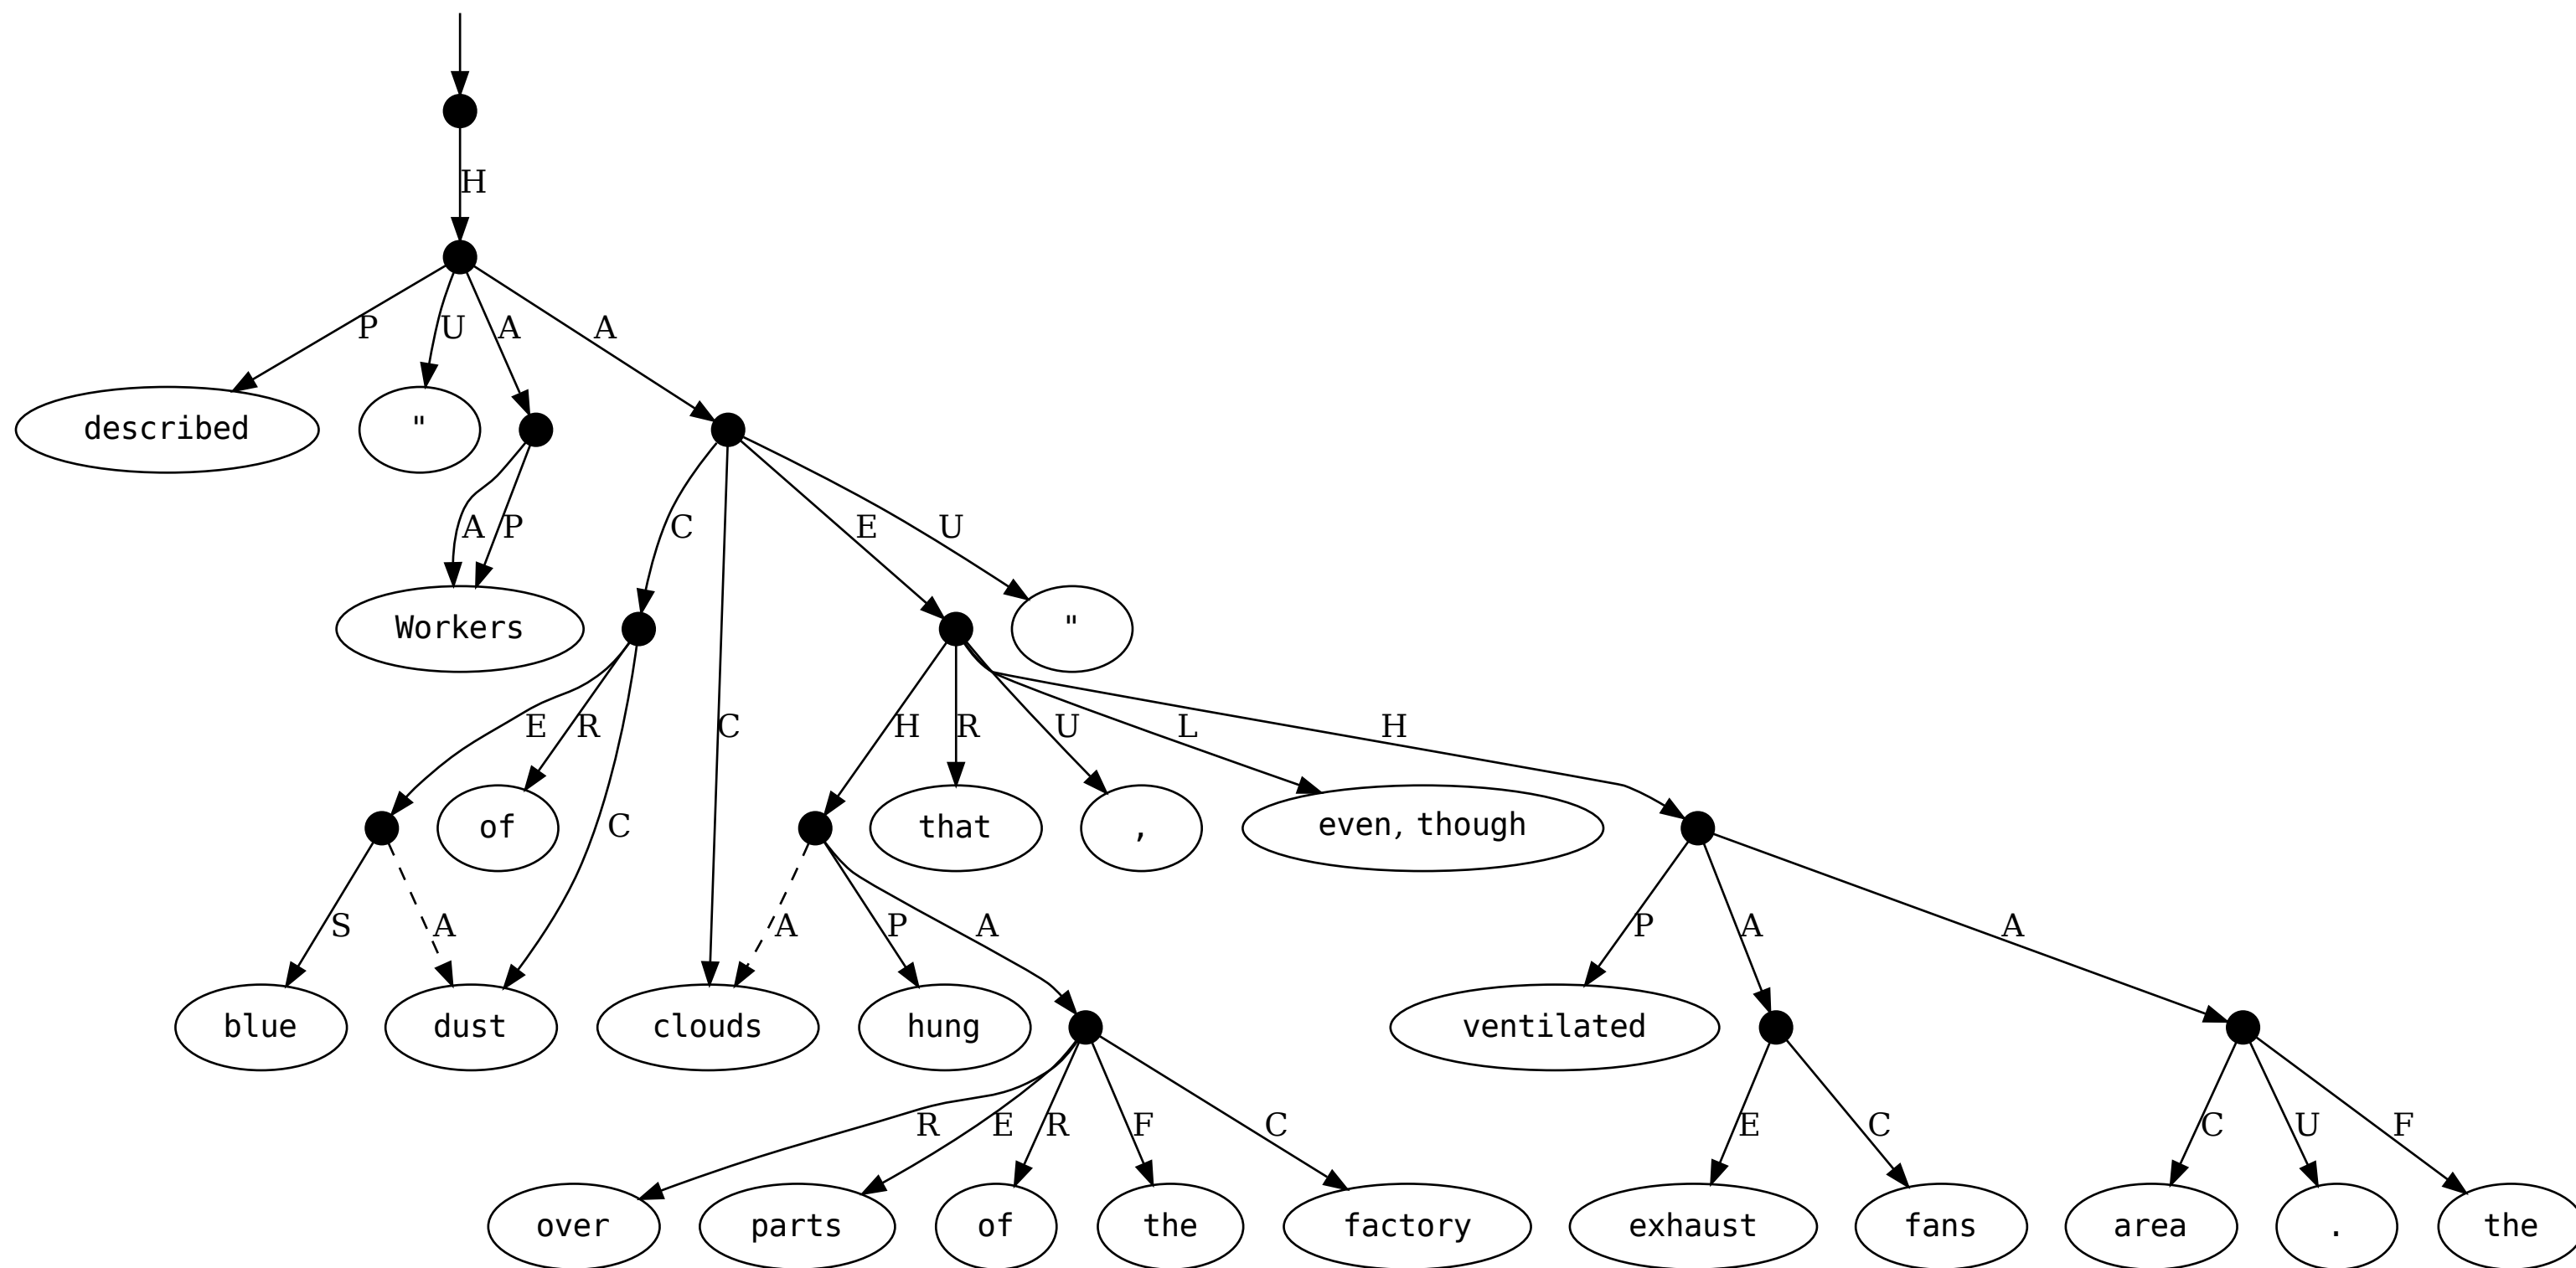 H
P U A A
described "
A P C E U
Workers "
E R C H R U L H
of C that , even, though
S A A P A P A A
blue dust clouds hung ventilated
R E R F C E C C U F
over parts of the factory exhaust fans area . the